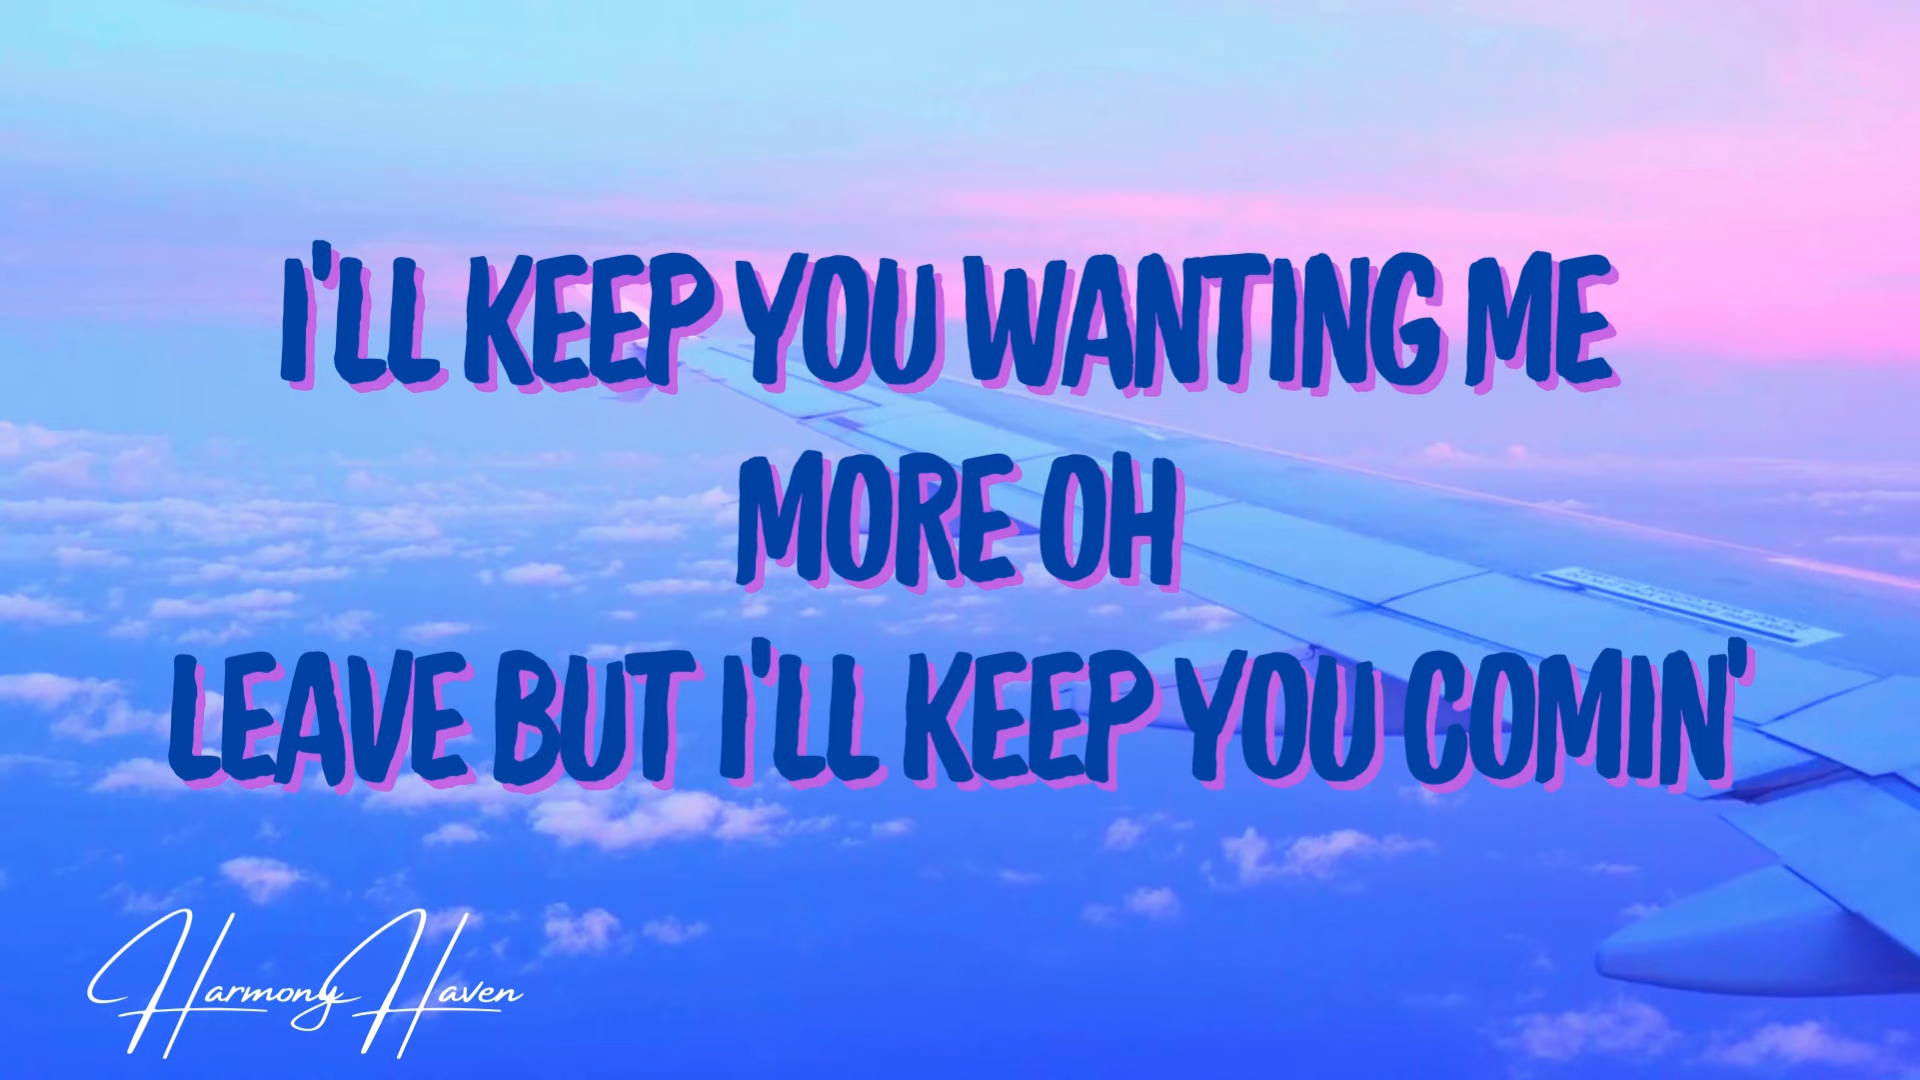 I'LL KEEP YOU WANTING ME
MORE OH
LEAVE BUT I'LL KEEP YOU COMIN'
Harmony Haven